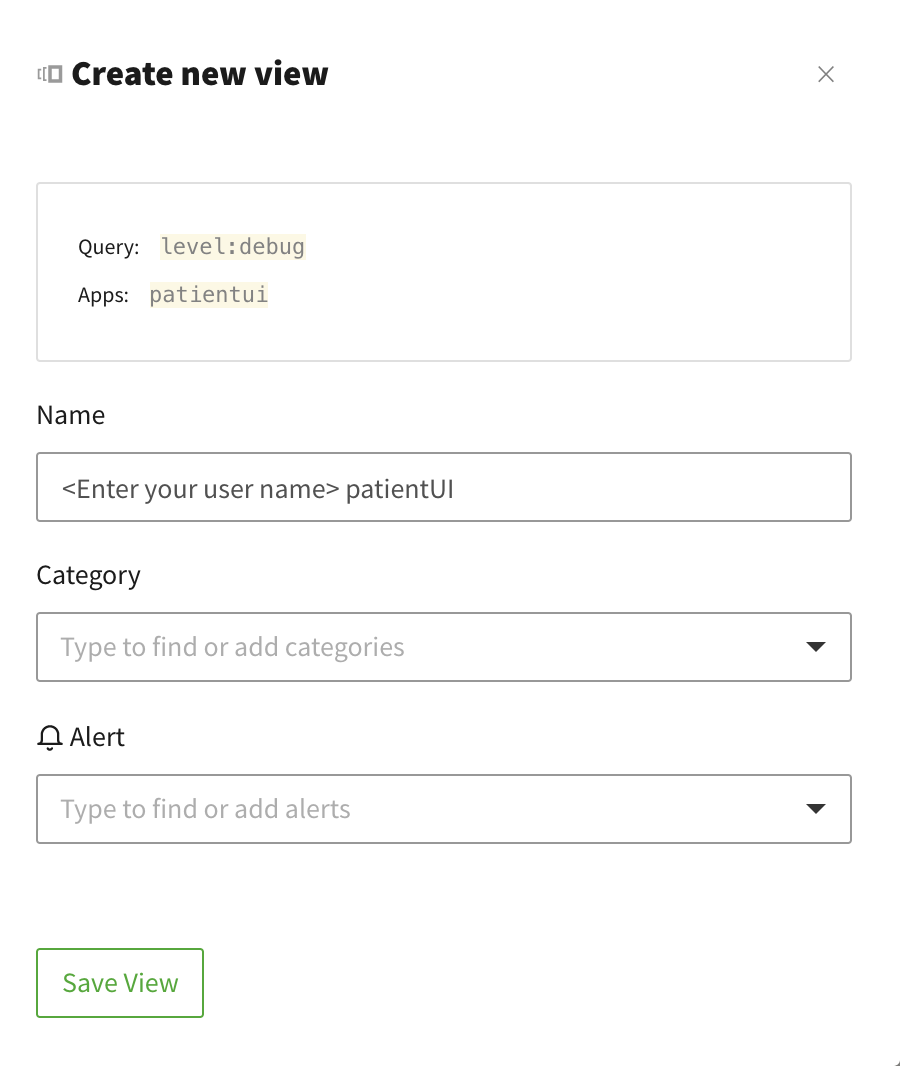 Create new view
Query: level:debug
Apps: patientui
Name
<Enter your user name> patientUI
Category
Type to find or add categories
Alert
Type to find or add alerts
Save View